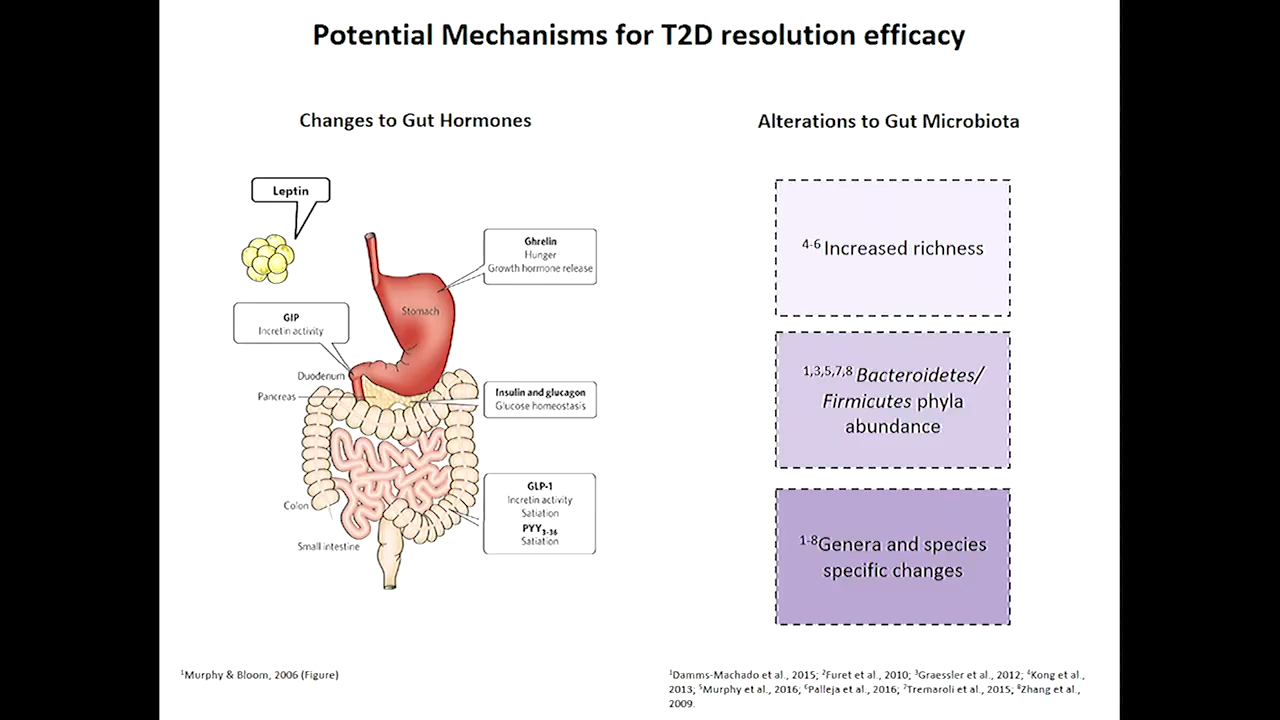 Potential Mechanisms for T2D resolution efficacy
Changes to Gut Hormones
Leptin
Ghrelin
Hunger
Growth hormone release
Stomach
GIP
Incretin activity
Duodenum
Pancreas
Insulin and glucagon
Glucose homeostasis
GLP-1
Incretin activity
Satiation
PYY3-36
Satiation
Colon
Small intestine
1Murphy & Bloom, 2006 (Figure)
Alterations to Gut Microbiota
4-6 Increased richness
1,3,5,7,8 Bacteroidetes/
Firmicutes phyla
abundance
1-8Genera and species
specific changes
1Damms-Machado et al., 2015; 2Furet et al., 2010; 3Graessler et al., 2012; 4Kong et al.,
2013; 5Murphy et al., 2016; 6Palleja et al., 2016; 7Tremaroli et al., 2015; 8Zhang et al.,
2009.